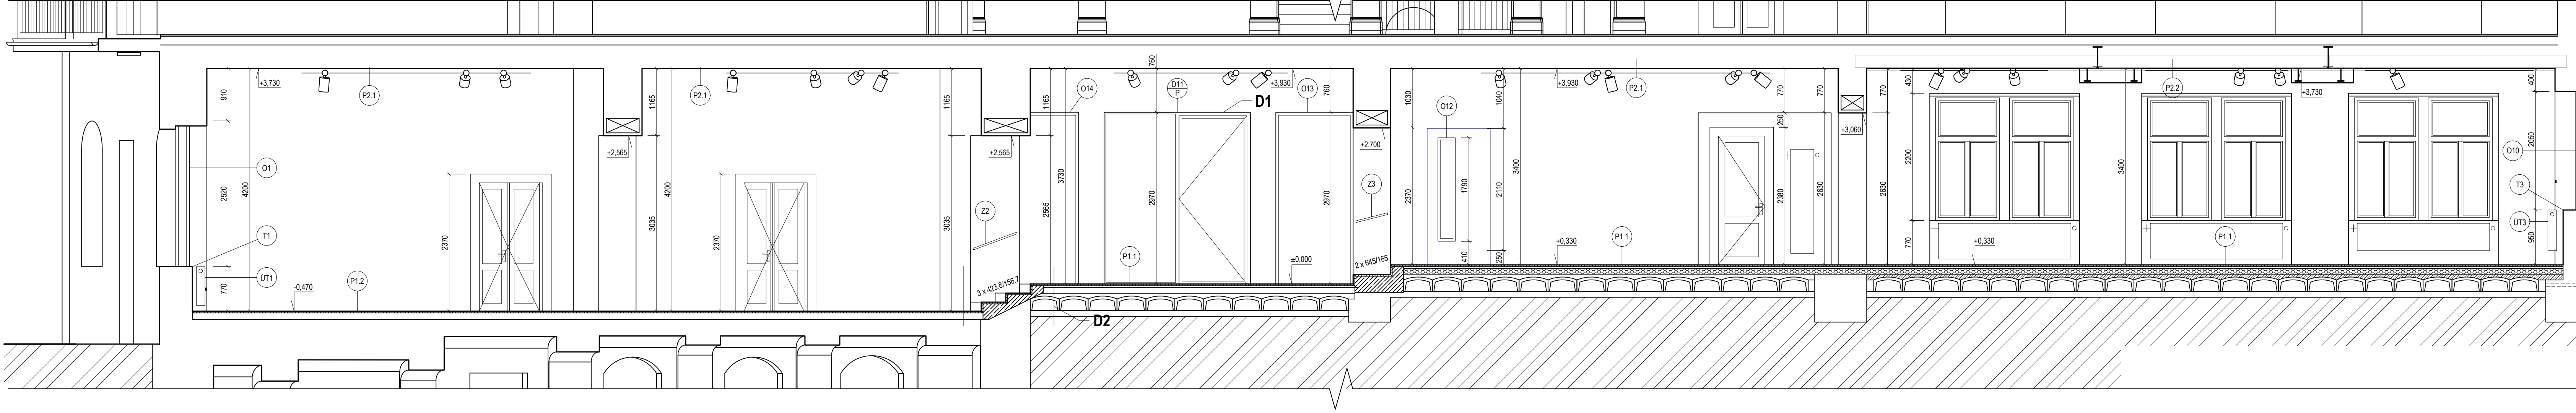 +3,730
P2.1
910
2520
4200
770
O1
T1
ÚT1
P1.2
-0,470
2370
1165
3035
+2,565
P2.1
4200
2370
1165
3035
+2,565
Z2
3 x 423,8/156,7
1165
2565
3730
O14
760
D11
P
D1
+3,930
760
O13
2970
2970
P1.1
±0,000
D2
+2,700
Z3
2 x 645/165
1030
2370
O12
1790
410
1040
2110
250
3400
+3,930
P2.1
+0,330
P1.1
770
250
2380
770
2630
+3,060
770
2630
430
2200
770
+0,330
3400
P2.2
P1.1
+3,730
400
2050
950
O10
T3
ÚT3